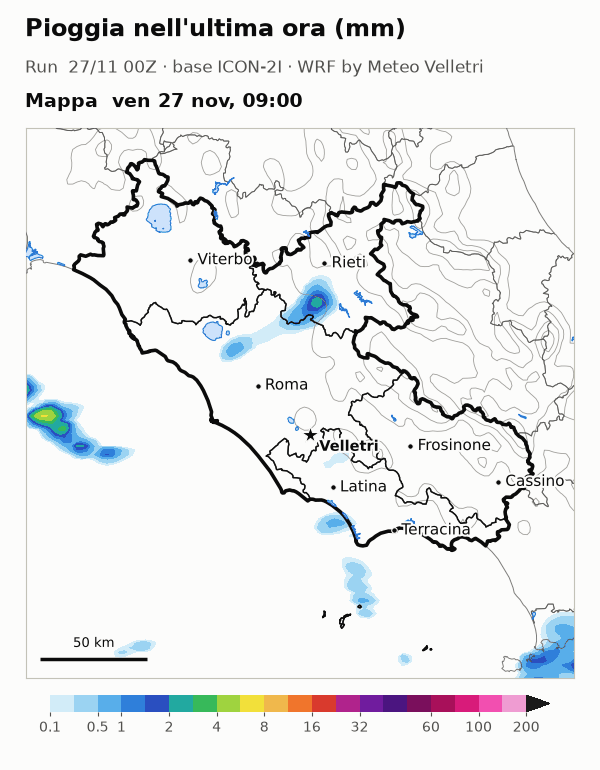 Pioggia nell'ultima ora (mm)
Run 27/11 00Z · base ICON-2I · WRF by Meteo Velletri
Mappa ven 27 nov, 09:00
Viterbo
Rieti
Roma
Velletri
Frosinone
Cassino
Latina
Terracina
50 km
0.1 0.5 1 2 4 8 16 32 60 100 200